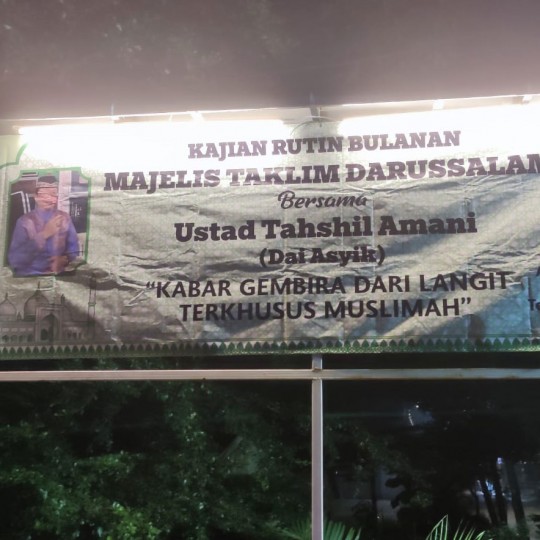 KAJIAN RUTIN BULANAN
MAJELIS TAKLIM DARUSSALAM
Bersama
Ustad Tahshil Amani
(Dai Asyik)
"KABAR GEMBIRA DARI LANGIT
TERKHUSUS MUSLIMAH"